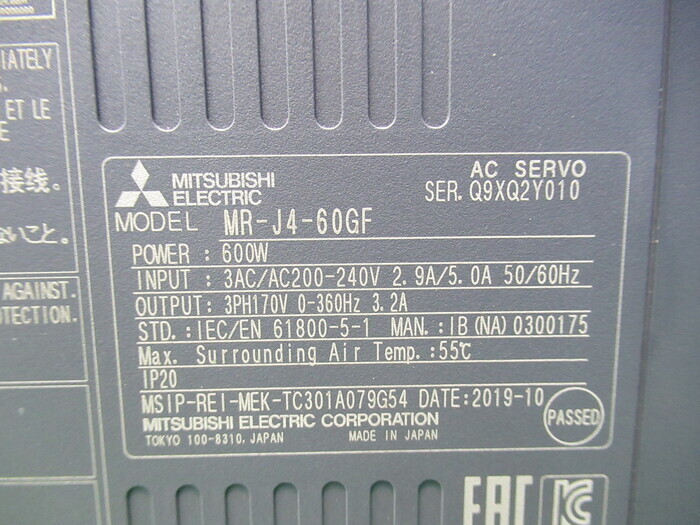 IATELY
ET LE
E
接线。
ないこと。
AGAINST.
OTECTION.
MITSUBISHI
ELECTRIC
AC SERVO
SER. Q9XQ2Y010
MODEL MR-J4-60GF
POWER : 600W
INPUT : 3AC/AC200-240V 2.9A/5.0A 50/60Hz
OUTPUT: 3PH170V 0-360Hz 3.2A
STD.: IEC/EN 61800-5-1 MAN.: IB(NA)0300175
Max. Surrounding Air Temp.:55℃
IP20
MSIP-REI-MEK-TC301A079G54 DATE:2019-10
PASSED
MITSUBISHI ELECTRIC CORPORATION
TOKYO 100-8310, JAPAN MADE IN JAPAN
EAC